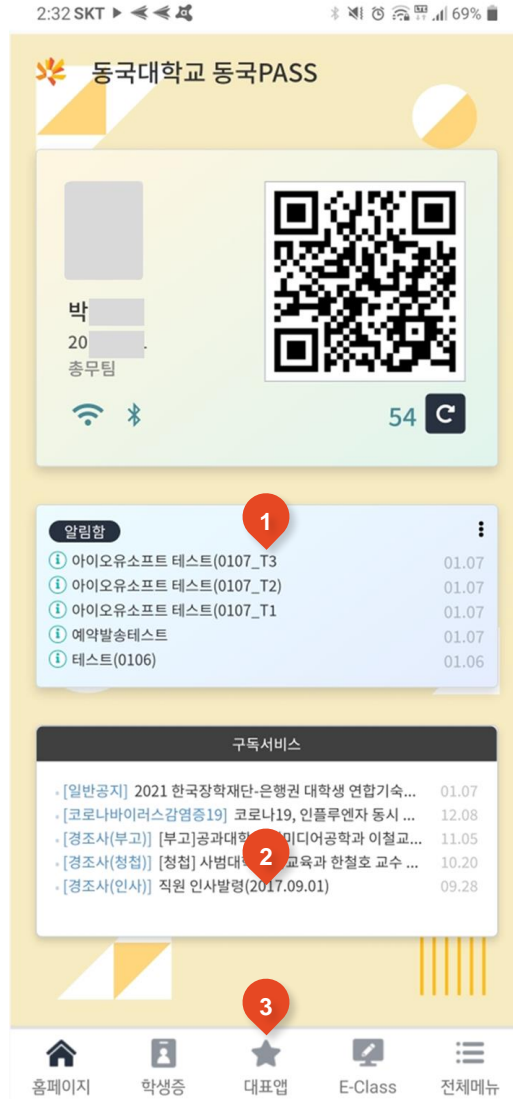 2:32 SKT 69%
동국대학교 동국PASS
박
20
총무팀
54
1
알림함
아이오유소프트 테스트(0107_T3 01.07
아이오유소프트 테스트(0107_T2) 01.07
아이오유소프트 테스트(0107_T1 01.07
예약발송테스트 01.07
테스트(0106) 01.06
구독서비스
[일반공지] 2021 한국장학재단-은행권 대학생 연합기숙... 01.07
[코로나바이러스감염증19] 코로나19, 인플루엔자 동시 ... 12.08
[경조사(부고)] [부고]공과대학 미디어공학과 이철교... 11.05
[경조사(청첩)] [청첩] 사범대 교육과 한철호 교수 ... 10.20
[경조사(인사)] 직원 인사발령(2017.09.01) 09.28
2
3
홈페이지 학생증 대표앱 E-Class 전체메뉴